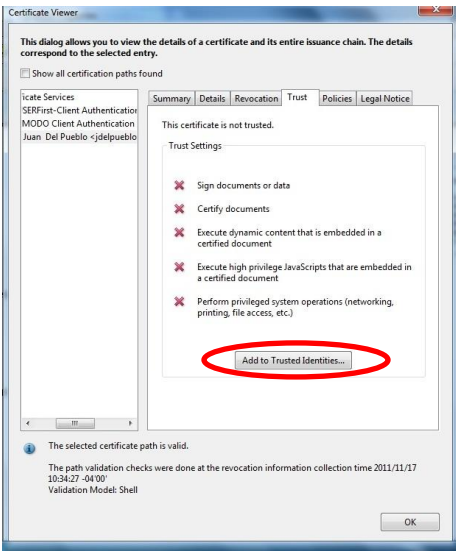 Certificate Viewer
This dialog allows you to view the details of a certificate and its entire issuance chain. The details
correspond to the selected entry.
Show all certification paths found
icate Services
SERFirst-Client Authentication
MODO Client Authentication
Juan Del Pueblo <jdelpueblo
Summary Details Revocation Trust Policies Legal Notice
This certificate is not trusted.
Trust Settings
Sign documents or data
Certify documents
Execute dynamic content that is embedded in a
certified document
Execute high privilege JavaScripts that are embedded in
a certified document
Perform privileged system operations (networking,
printing, file access, etc.)
Add to Trusted Identities...
The selected certificate path is valid.
The path validation checks were done at the revocation information collection time 2011/11/17
10:34:27 -04'00'
Validation Model: Shell
OK